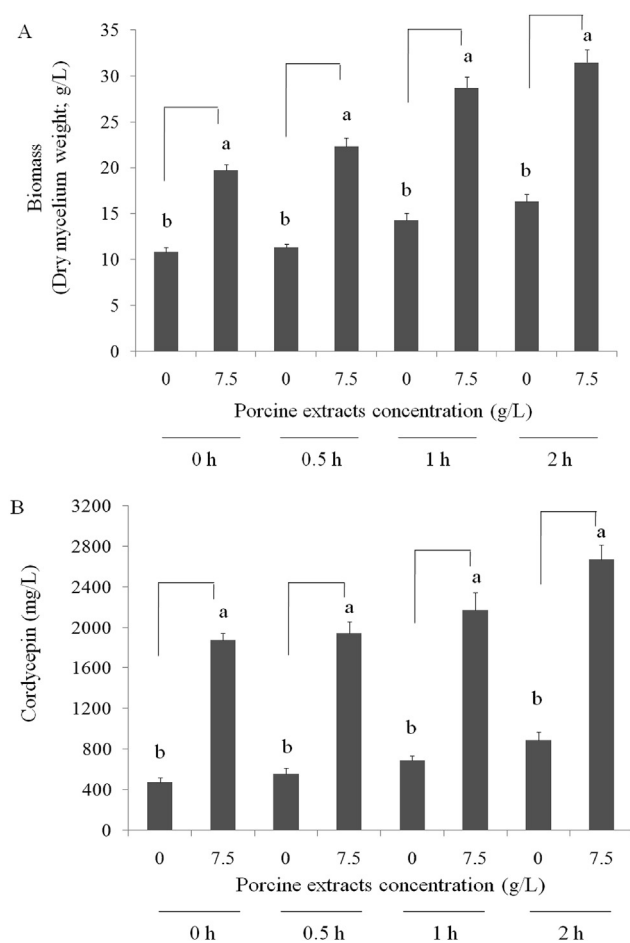 A
Biomass
(Dry mycelium weight; g/L)
35
30
25
20
15
10
5
0
b a b a b a b a
0 7.5 0 7.5 0 7.5 0 7.5
Porcine extracts concentration (g/L)
0 h 0.5 h 1 h 2 h
B
Cordycepin (mg/L)
3200
2800
2400
2000
1600
1200
800
400
0
b a b a b a b a
0 7.5 0 7.5 0 7.5 0 7.5
Porcine extracts concentration (g/L)
0 h 0.5 h 1 h 2 h